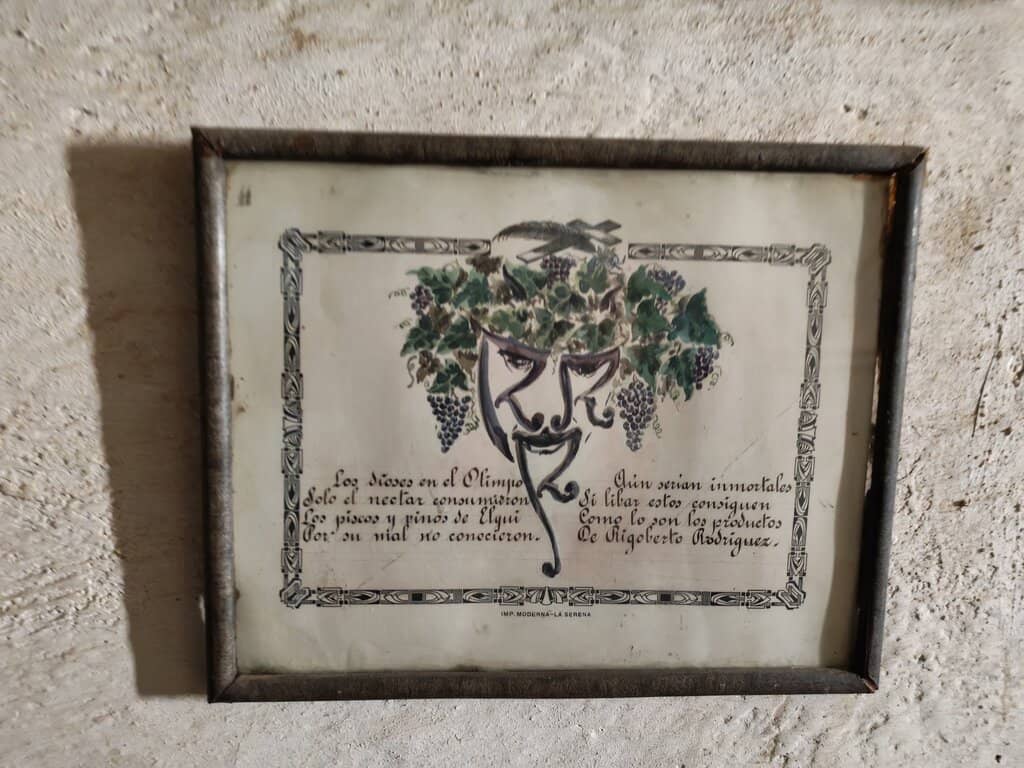 Los dioses en el Olimpo
Solo el nectar consumieron
Los piscos y vinos de Elqui
Por su mal no conocieron.
Aún serian inmortales
Si libar estos consiguen
Como lo son los productos
De Rigoberto Rodríguez.
IMP. MODERNA-LA SERENA